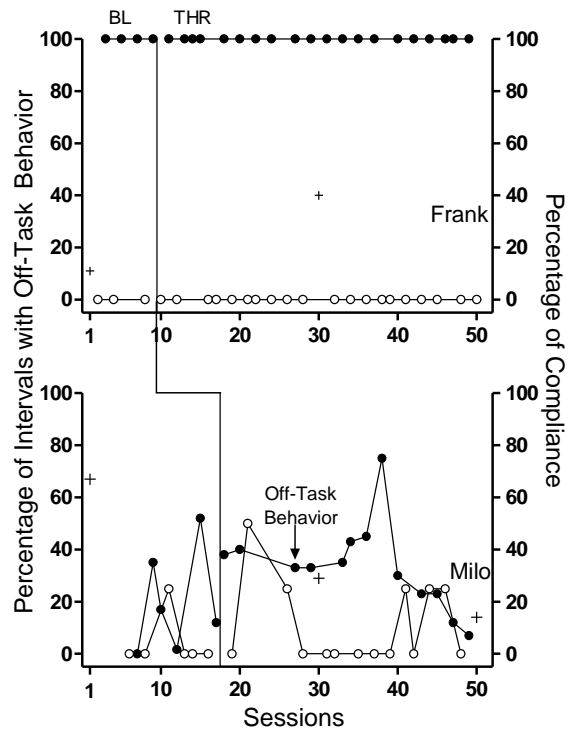 BL THR
100 100
80 80
60 60
40 40
Frank
20 20
0 0
1 10 20 30 40 50
100 100
80 80
60 60
Off-Task
Behavior
40 40
Milo
20 20
0 0
1 10 20 30 40 50
Sessions
Percentage of Intervals with Off-Task Behavior
Percentage of Compliance